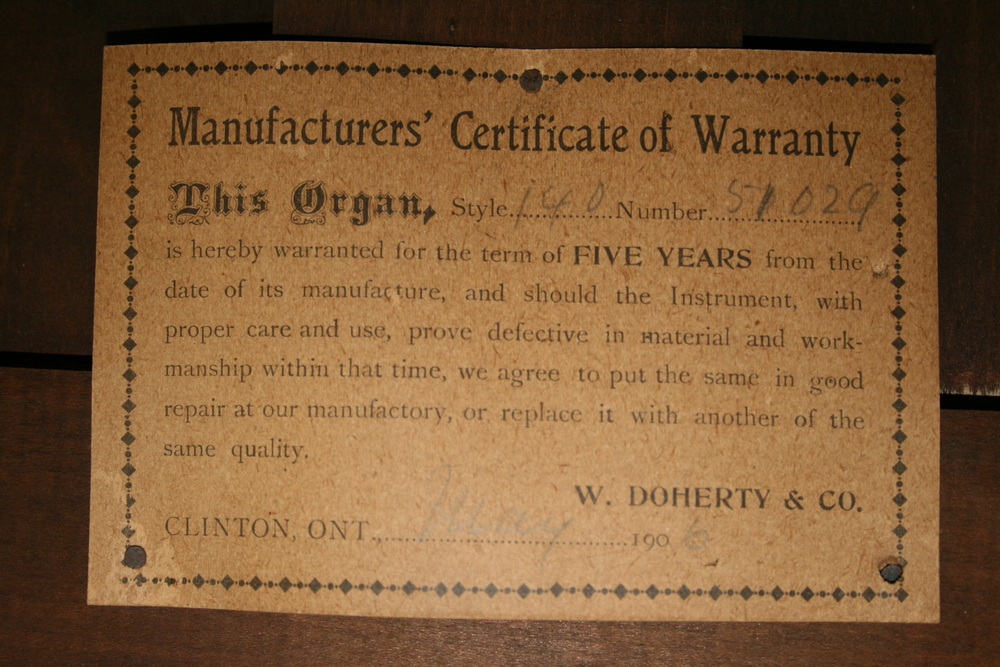 Manufacturers' Certificate of Warranty
This Organ, Style 140 Number 51029
is hereby warranted for the term of FIVE YEARS from the
date of its manufacture, and should the Instrument, with
proper care and use, prove defective in material and work-
manship within that time, we agree to put the same in good
repair at our manufactory, or replace it with another of the
same quality.
W. DOHERTY & CO.
CLINTON, ONT., 190